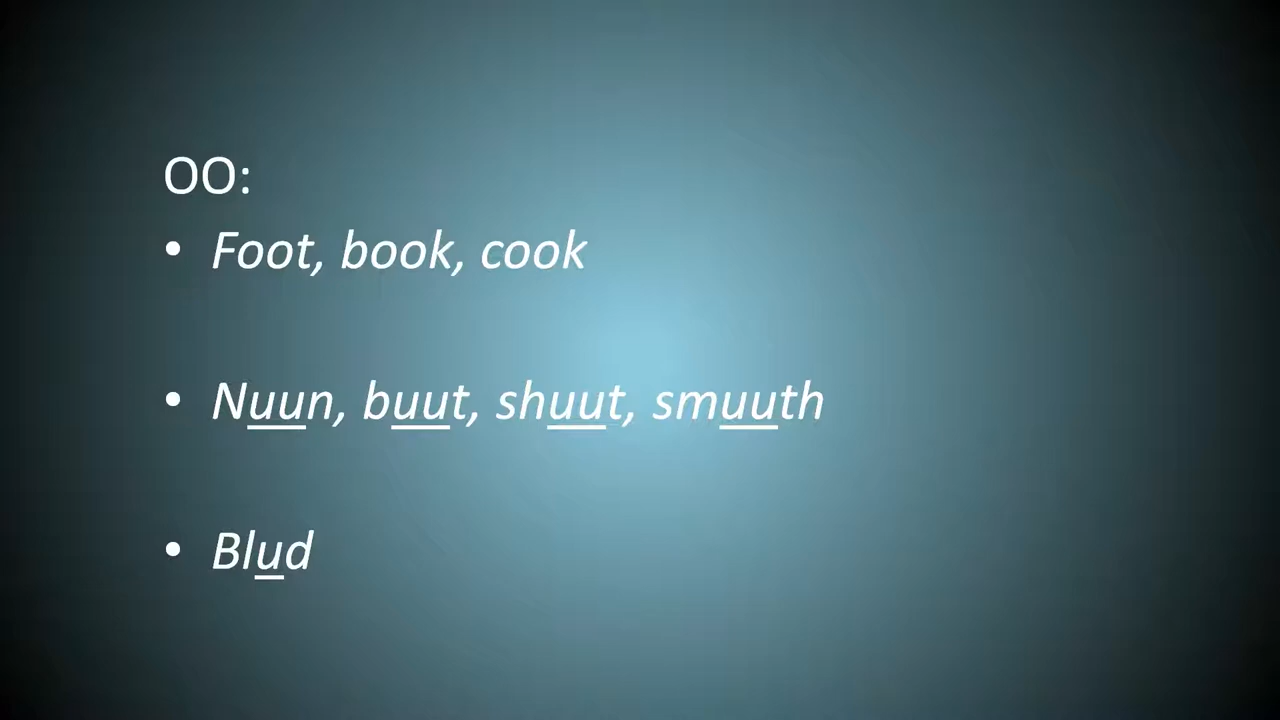 OO:
• Foot, book, cook
• Nuun, buut, shuut, smuuth
• Blud